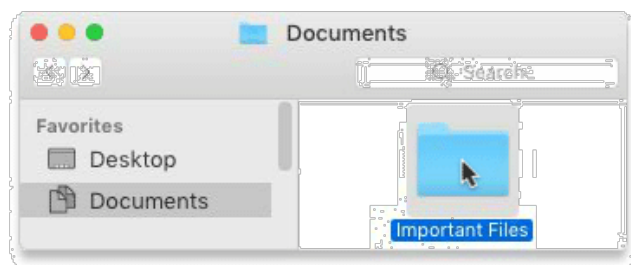 Documents
Search
Favorites
Desktop
Documents
Important Files